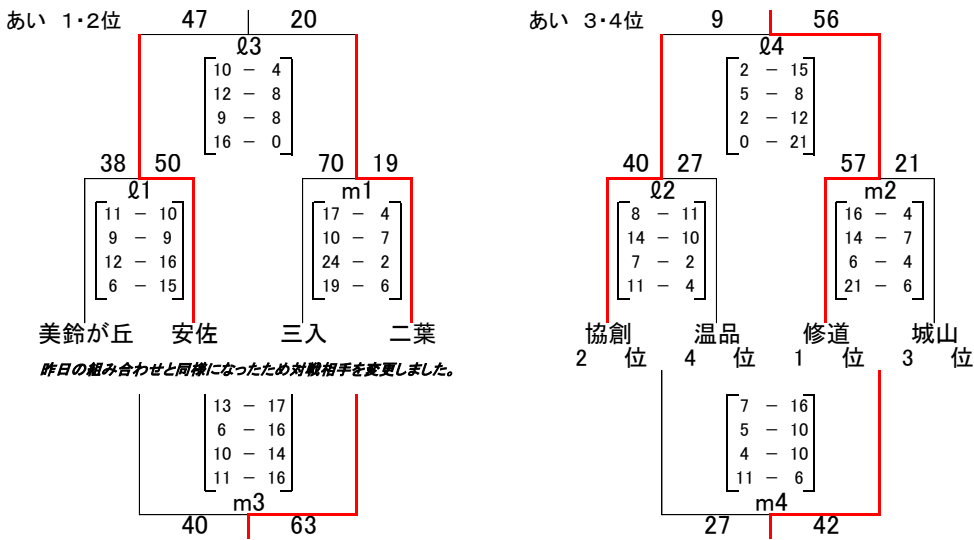 あい 1・2位 47 20 あい 3・4位 9 56
ℓ3 ℓ4
10 － 4 2 － 15
12 － 8 5 － 8
9 － 8 2 － 12
16 － 0 0 － 21
38 50 70 19 40 27 57 21
ℓ1 m1 ℓ2 m2
11 － 10 17 － 4 8 － 11 16 － 4
9 － 9 10 － 7 14 － 10 14 － 7
12 － 16 24 － 2 7 － 2 6 － 4
6 － 15 19 － 6 11 － 4 21 － 6
美鈴が丘 安佐 三入 二葉 協創 温品 修道 城山
2 位 4 位 1 位 3 位
昨日の組み合わせと同様になったため対戦相手を変更しました。
13 － 17 7 － 16
6 － 16 5 － 10
10 － 14 4 － 10
11 － 16 11 － 6
m3 m4
40 63 27 42